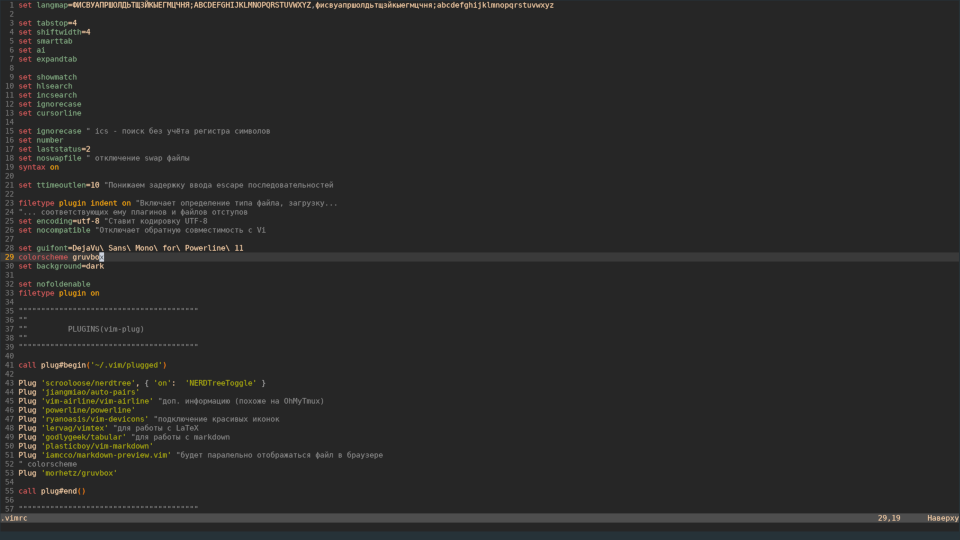 1 set langmap=ФИСВУАПРШОЛДЬТЩЗЙКЫЕГМЦЧНЯ;ABCDEFGHIJKLMNOPQRSTUVWXYZ,фисвуапршолдьтщзйкыегмцчня;abcdefghijklmnopqrstuvwxyz
2
3 set tabstop=4
4 set shiftwidth=4
5 set smarttab
6 set ai
7 set expandtab
8
9 set showmatch
10 set hlsearch
11 set incsearch
12 set ignorecase
13 set cursorline
14
15 set ignorecase " ics - поиск без учёта регистра символов
16 set number
17 set laststatus=2
18 set noswapfile " отключение swap файлы
19 syntax on
20
21 set ttimeoutlen=10 "Понижаем задержку ввода escape последовательностей
22
23 filetype plugin indent on "Включает определение типа файла, загрузку...
24 "... соответствующих ему плагинов и файлов отступов
25 set encoding=utf-8 "Ставит кодировку UTF-8
26 set nocompatible "Отключает обратную совместимость с Vi
27
28 set guifont=DejaVu\ Sans\ Mono\ for\ Powerline\ 11
29 colorscheme gruvbox
30 set background=dark
31
32 set nofoldenable
33 filetype plugin on
34
35 """"""""""""""""""""""""""""""""""""""""
36 ""
37 ""         PLUGINS(vim-plug)
38 ""
39 """"""""""""""""""""""""""""""""""""""""
40
41 call plug#begin('~/.vim/plugged')
42
43 Plug 'scrooloose/nerdtree', { 'on':  'NERDTreeToggle' }
44 Plug 'jiangmiao/auto-pairs'
45 Plug 'vim-airline/vim-airline' "доп. информацию (похоже на OhMyTmux)
46 Plug 'powerline/powerline'
47 Plug 'ryanoasis/vim-devicons' "подключение красивых иконок
48 Plug 'lervag/vimtex' "для работы с LaTeX
49 Plug 'godlygeek/tabular' "для работы с markdown
50 Plug 'plasticboy/vim-markdown'
51 Plug 'iamcco/markdown-preview.vim' "будет паралельно отображаться файл в браузере
52 " colorscheme
53 Plug 'morhetz/gruvbox'
54
55 call plug#end()
56
57 """"""""""""""""""""""""""""""""""""""""
.vimrc 29,19 Наверху